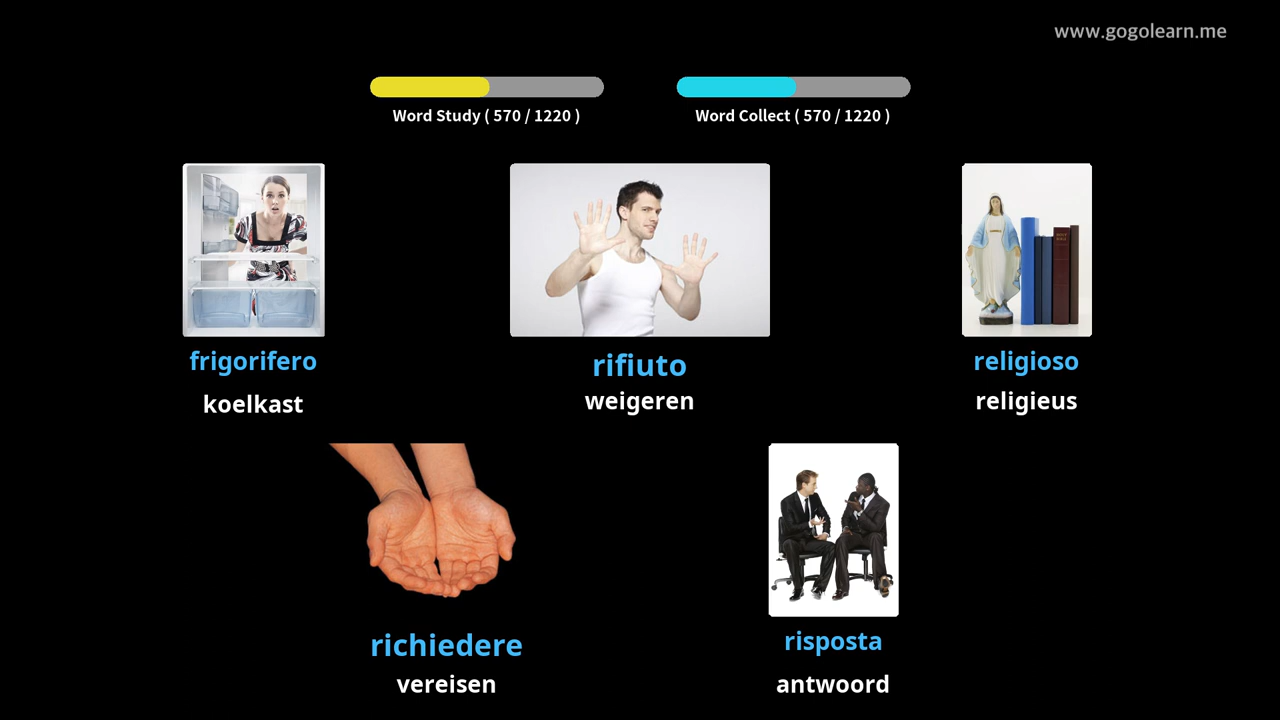 www.gogolearn.me
Word Study ( 570 / 1220 )
Word Collect ( 570 / 1220 )
frigorifero
koelkast
rifiuto
weigeren
religioso
religieus
richiedere
vereisen
risposta
antwoord